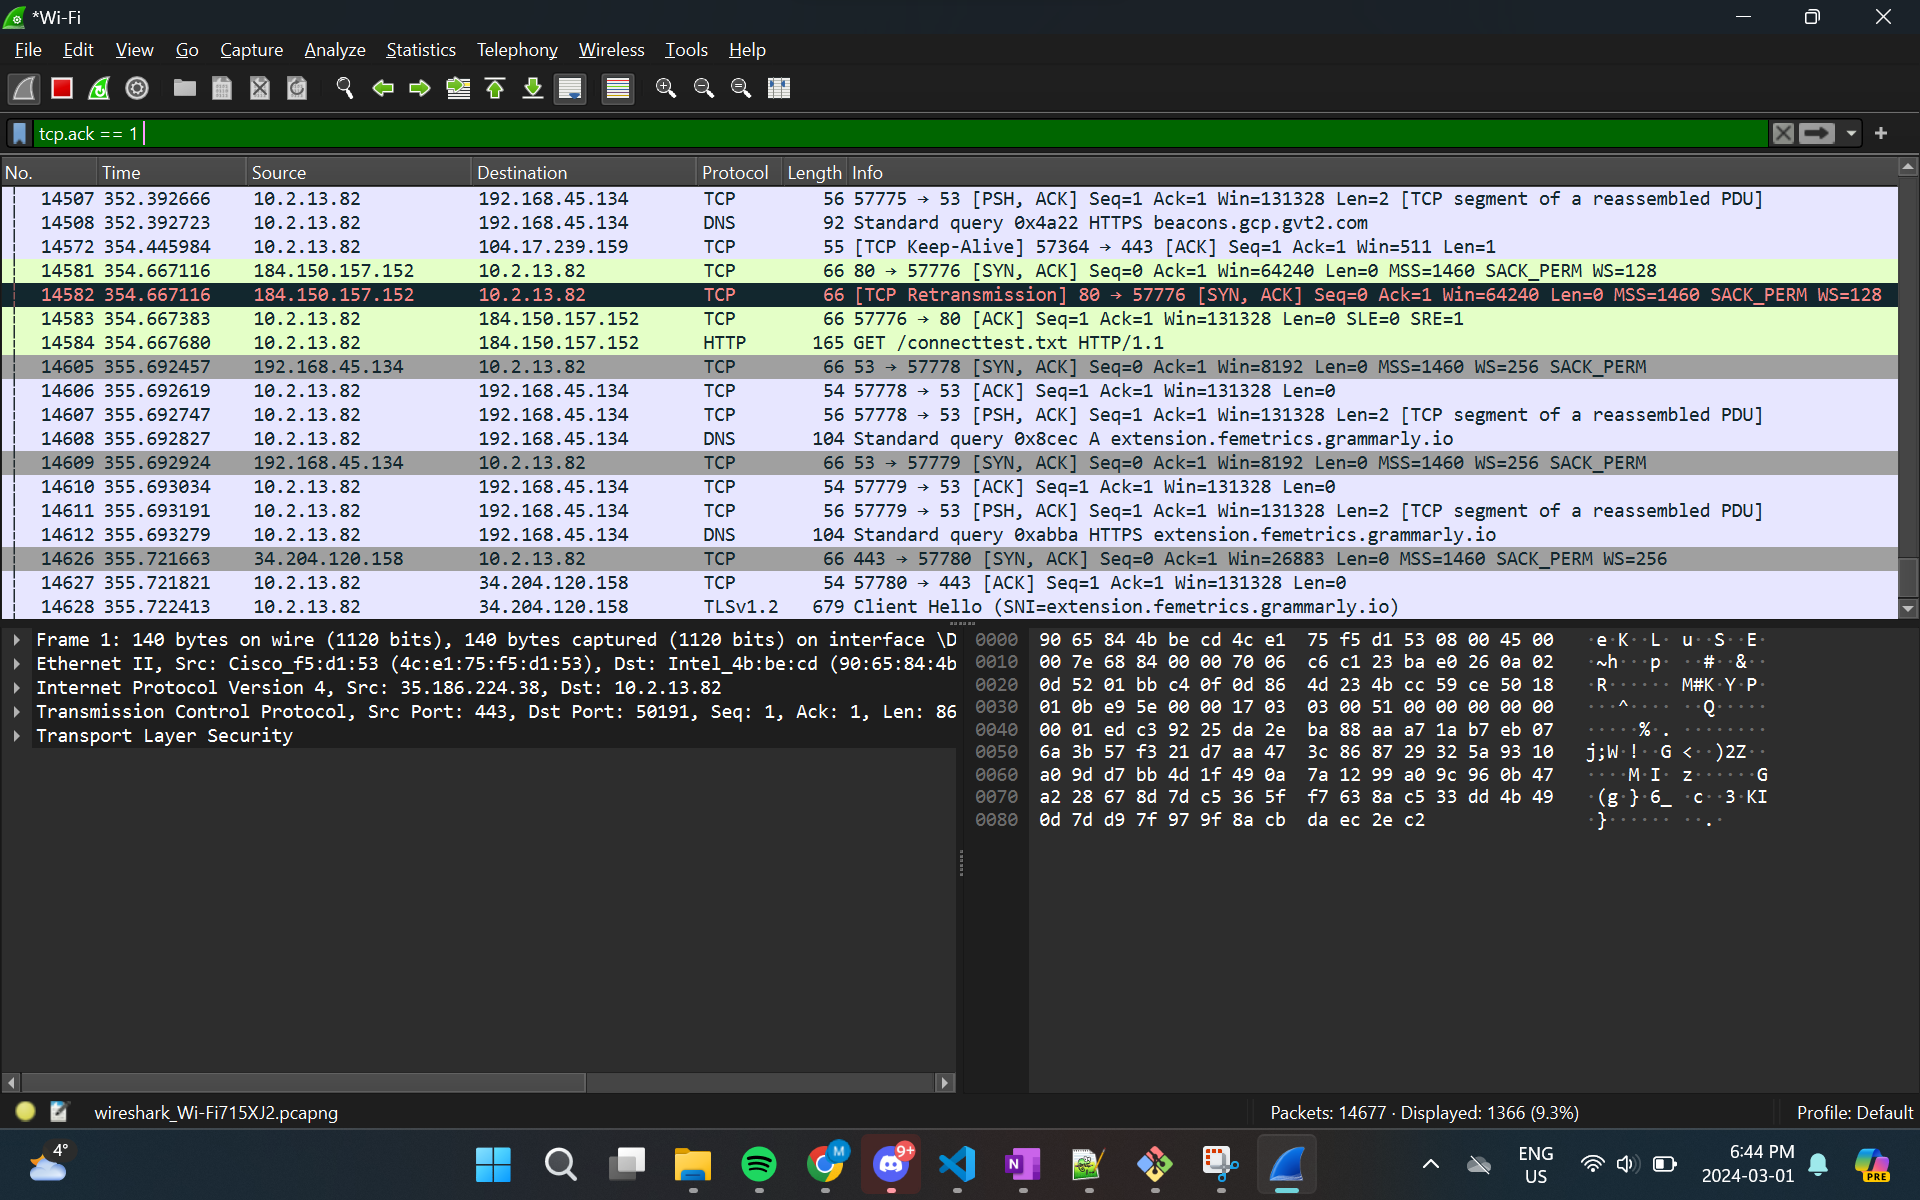 *Wi-Fi
File Edit View Go Capture Analyze Statistics Telephony Wireless Tools Help
tcp.ack == 1
No. Time Source Destination Protocol Length Info
14507 352.392666 10.2.13.82 192.168.45.134 TCP 56 57775 → 53 [PSH, ACK] Seq=1 Ack=1 Win=131328 Len=2 [TCP segment of a reassembled PDU]
14508 352.392723 10.2.13.82 192.168.45.134 DNS 92 Standard query 0x4a22 HTTPS beacons.gcp.gvt2.com
14572 354.445984 10.2.13.82 104.17.239.159 TCP 55 [TCP Keep-Alive] 57364 → 443 [ACK] Seq=1 Ack=1 Win=511 Len=1
14581 354.667116 184.150.157.152 10.2.13.82 TCP 66 80 → 57776 [SYN, ACK] Seq=0 Ack=1 Win=64240 Len=0 MSS=1460 SACK_PERM WS=128
14582 354.667116 184.150.157.152 10.2.13.82 TCP 66 [TCP Retransmission] 80 → 57776 [SYN, ACK] Seq=0 Ack=1 Win=64240 Len=0 MSS=1460 SACK_PERM WS=128
14583 354.667383 10.2.13.82 184.150.157.152 TCP 66 57776 → 80 [ACK] Seq=1 Ack=1 Win=131328 Len=0 SLE=0 SRE=1
14584 354.667680 10.2.13.82 184.150.157.152 HTTP 165 GET /connecttest.txt HTTP/1.1
14605 355.692457 192.168.45.134 10.2.13.82 TCP 66 53 → 57778 [SYN, ACK] Seq=0 Ack=1 Win=8192 Len=0 MSS=1460 WS=256 SACK_PERM
14606 355.692619 10.2.13.82 192.168.45.134 TCP 54 57778 → 53 [ACK] Seq=1 Ack=1 Win=131328 Len=0
14607 355.692747 10.2.13.82 192.168.45.134 TCP 56 57778 → 53 [PSH, ACK] Seq=1 Ack=1 Win=131328 Len=2 [TCP segment of a reassembled PDU]
14608 355.692827 10.2.13.82 192.168.45.134 DNS 104 Standard query 0x8cec A extension.femetrics.grammarly.io
14609 355.692924 192.168.45.134 10.2.13.82 TCP 66 53 → 57779 [SYN, ACK] Seq=0 Ack=1 Win=8192 Len=0 MSS=1460 WS=256 SACK_PERM
14610 355.693034 10.2.13.82 192.168.45.134 TCP 54 57779 → 53 [ACK] Seq=1 Ack=1 Win=131328 Len=0
14611 355.693191 10.2.13.82 192.168.45.134 TCP 56 57779 → 53 [PSH, ACK] Seq=1 Ack=1 Win=131328 Len=2 [TCP segment of a reassembled PDU]
14612 355.693279 10.2.13.82 192.168.45.134 DNS 104 Standard query 0xabba HTTPS extension.femetrics.grammarly.io
14626 355.721663 34.204.120.158 10.2.13.82 TCP 66 443 → 57780 [SYN, ACK] Seq=0 Ack=1 Win=26883 Len=0 MSS=1460 SACK_PERM WS=256
14627 355.721821 10.2.13.82 34.204.120.158 TCP 54 57780 → 443 [ACK] Seq=1 Ack=1 Win=131328 Len=0
14628 355.722413 10.2.13.82 34.204.120.158 TLSv1.2 679 Client Hello (SNI=extension.femetrics.grammarly.io)
Frame 1: 140 bytes on wire (1120 bits), 140 bytes captured (1120 bits) on interface \D
Ethernet II, Src: Cisco_f5:d1:53 (4c:e1:75:f5:d1:53), Dst: Intel_4b:be:cd (90:65:84:4b
Internet Protocol Version 4, Src: 35.186.224.38, Dst: 10.2.13.82
Transmission Control Protocol, Src Port: 443, Dst Port: 50191, Seq: 1, Ack: 1, Len: 86
Transport Layer Security
0000 90 65 84 4b be cd 4c e1 75 f5 d1 53 08 00 45 00 ·e·K··L· u··S··E·
0010 00 7e 68 84 00 00 70 06 c6 c1 23 ba e0 26 0a 02 ·~h···p· ··#··&··
0020 0d 52 01 bb c4 0f 0d 86 4d 23 4b cc 59 ce 50 18 ·R······ M#K·Y·P·
0030 01 0b e9 5e 00 00 17 03 03 00 51 00 00 00 00 00 ···^···· ··Q·····
0040 00 01 ed c3 92 25 da 2e ba 88 aa a7 1a b7 eb 07 ·····%·. ········
0050 6a 3b 57 f3 21 d7 aa 47 3c 86 87 29 32 5a 93 10 j;W·!··G <··)2Z··
0060 a0 9d d7 bb 4d 1f 49 0a 7a 12 99 a0 9c 96 0b 47 ····M·I· z······G
0070 a2 28 67 8d 7d c5 36 5f f7 63 8a c5 33 dd 4b 49 ·(g·}·6_ ·c··3·KI
0080 0d 7d d9 7f 97 9f 8a cb da ec 2e c2 ·}······ ··.·
wireshark_Wi-Fi715XJ2.pcapng Packets: 14677 · Displayed: 1366 (9.3%) Profile: Default
4°
M
9+
N
ENG
US
6:44 PM
2024-03-01
PRE